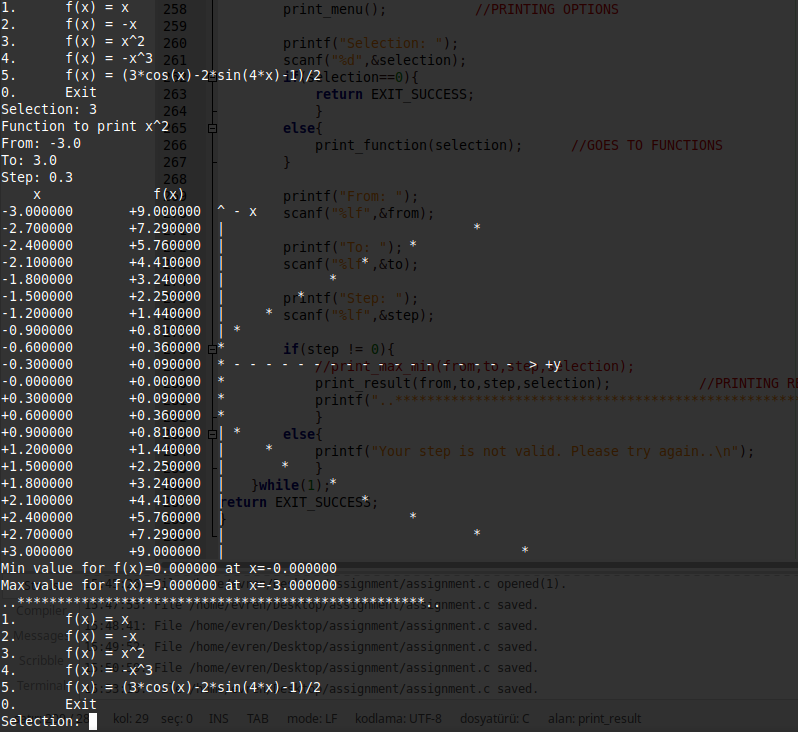 1.      f(x) = x
2.      f(x) = -x
3.      f(x) = x^2
4.      f(x) = -x^3
5.      f(x) = (3*cos(x)-2*sin(4*x)-1)/2
0.      Exit
Selection: 3
Function to print x^2
From: -3.0
To: 3.0
Step: 0.3
    x              f(x)
-3.000000       +9.000000  ^ - x
-2.700000       +7.290000  |                               *
-2.400000       +5.760000  |                       *
-2.100000       +4.410000  |                 *
-1.800000       +3.240000  |             *
-1.500000       +2.250000  |         *
-1.200000       +1.440000  |     *
-0.900000       +0.810000  | *
-0.600000       +0.360000  *
-0.300000       +0.090000  * - - - - - - - - - - - - - - - - - - - > +y
-0.000000       +0.000000  *
+0.300000       +0.090000  *
+0.600000       +0.360000  *
+0.900000       +0.810000  | *
+1.200000       +1.440000  |     *
+1.500000       +2.250000  |       *
+1.800000       +3.240000  |             *
+2.100000       +4.410000  |                 *
+2.400000       +5.760000  |                       *
+2.700000       +7.290000  |                               *
+3.000000       +9.000000  |                                     *
Min value for f(x)=0.000000 at x=-0.000000
Max value for f(x)=9.000000 at x=-3.000000
..***************************************************..
1.      f(x) = x
2.      f(x) = -x
3.      f(x) = x^2
4.      f(x) = -x^3
5.      f(x) = (3*cos(x)-2*sin(4*x)-1)/2
0.      Exit
Selection:
258 print_menu(); //PRINTING OPTIONS
259
260 printf("Selection: ");
261 scanf("%d",&selection);
selection==0){
263 return EXIT_SUCCESS;
264 }
265 else{
266 print_function(selection); //GOES TO FUNCTIONS
267 }
268
printf("From: ");
scanf("%lf",&from);
printf("To: ");
scanf("%lf",&to);
printf("Step: ");
scanf("%lf",&step);
if(step != 0){
//print_max_min(from,to,step,selection);
print_result(from,to,step,selection); //PRINTING RE
printf("..**************************************************
}
else{
printf("Your step is not valid. Please try again..\n");
}
}while(1);
return EXIT_SUCCESS;
}
File /home/evren/Desktop/assignment/assignment.c opened(1).
Compiler 15:47:53: File /home/evren/Desktop/assignment/assignment.c saved.
Message 15:48:41: File /home/evren/Desktop/assignment/assignment.c saved.
File /home/evren/Desktop/assignment/assignment.c saved.
Scribble File /home/evren/Desktop/assignment/assignment.c saved.
Terminal File /home/evren/Desktop/assignment/assignment.c saved.
kol: 29 seç: 0 INS TAB mode: LF kodlama: UTF-8 dosyatürü: C alan: print_result